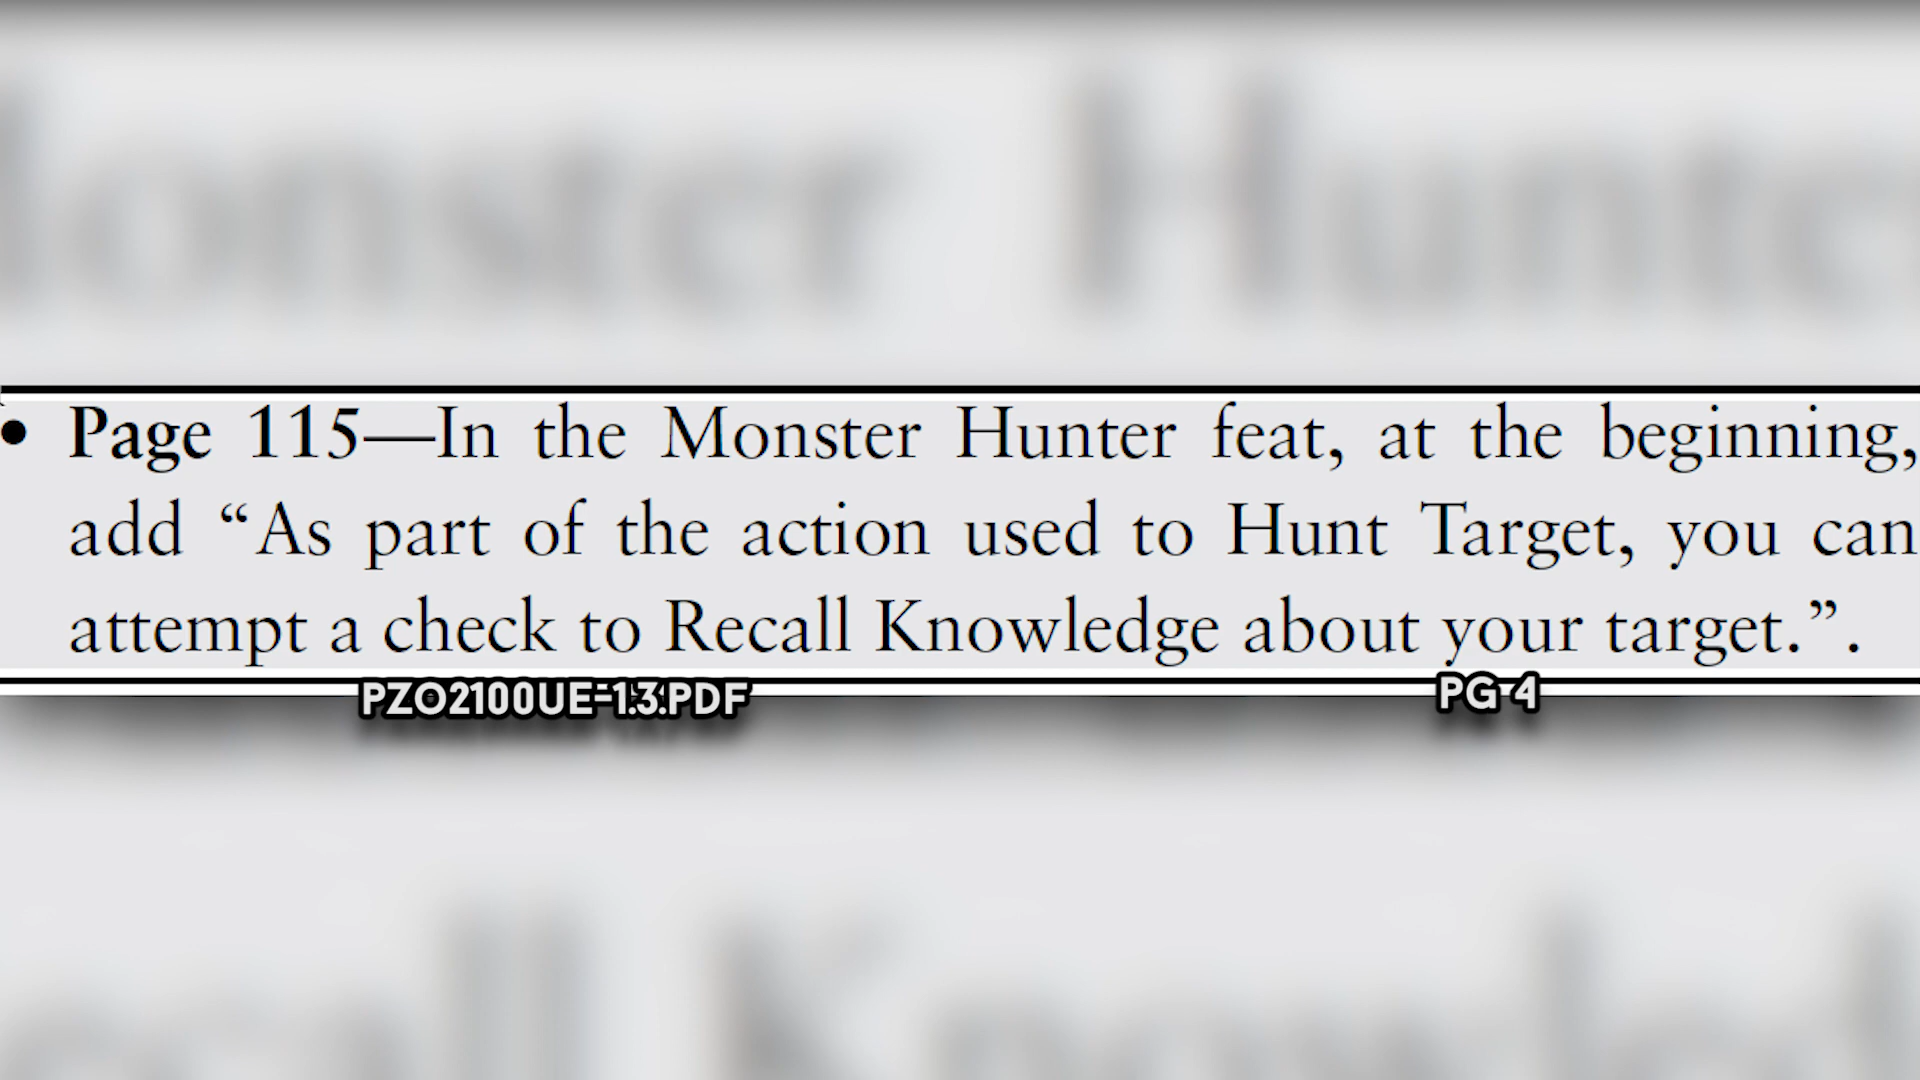 • Page 115—In the Monster Hunter feat, at the beginning,
add “As part of the action used to Hunt Target, you can
attempt a check to Recall Knowledge about your target.”.
PZO2100UE-1.3.PDF PG 4